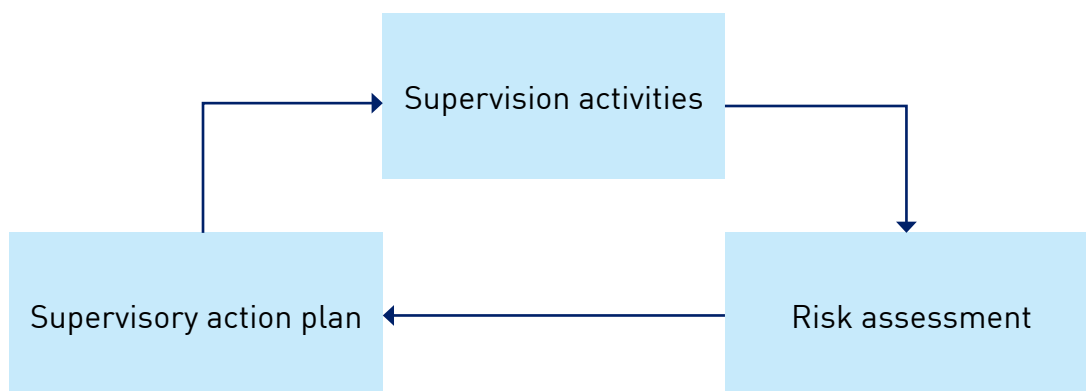 Supervision activities
Supervisory action plan
Risk assessment